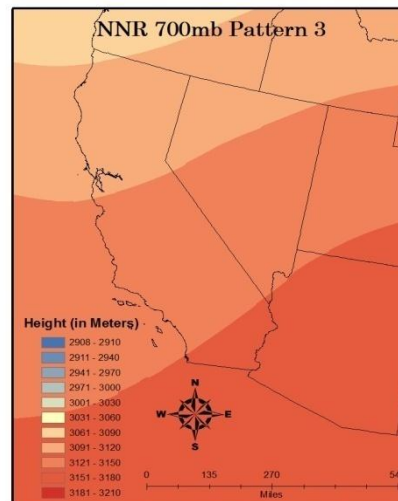 NNR 700mb Pattern 3
Height (in Meters)
2908 - 2910
2911 - 2940
2941 - 2970
2971 - 3000
3001 - 3030
3031 - 3060
3061 - 3090
3091 - 3120
3121 - 3150
3151 - 3180
3181 - 3210
N
W E
S
0 135 270 540
Miles